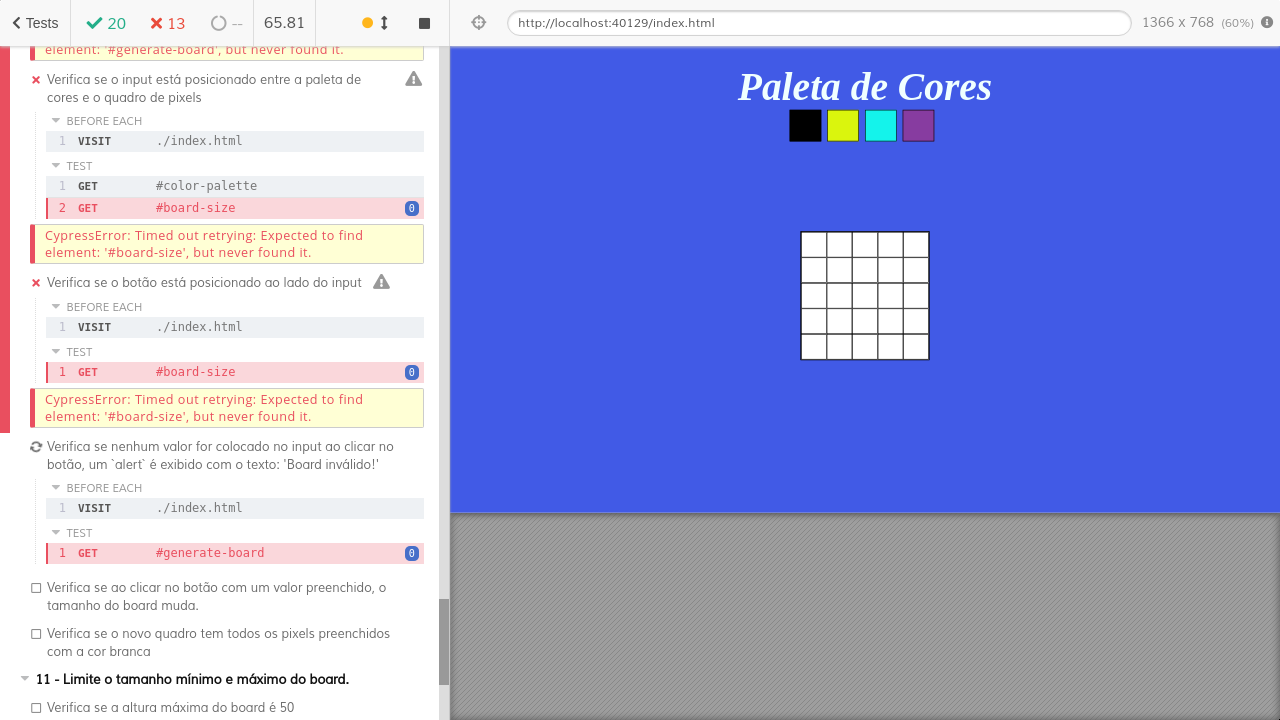 Tests
20
13
--
65.81
http://localhost:40129/index.html
1366 x 768 (60%)
element: '#generate-board', but never found it.
Verifica se o input está posicionado entre a paleta de
cores e o quadro de pixels
BEFORE EACH
1 VISIT ./index.html
TEST
1 GET #color-palette
2 GET #board-size 0
CypressError: Timed out retrying: Expected to find
element: '#board-size', but never found it.
Verifica se o botão está posicionado ao lado do input
BEFORE EACH
1 VISIT ./index.html
TEST
1 GET #board-size 0
CypressError: Timed out retrying: Expected to find
element: '#board-size', but never found it.
Verifica se nenhum valor for colocado no input ao clicar no
botão, um `alert` é exibido com o texto: 'Board inválido!'
BEFORE EACH
1 VISIT ./index.html
TEST
1 GET #generate-board 0
Verifica se ao clicar no botão com um valor preenchido, o
tamanho do board muda.
Verifica se o novo quadro tem todos os pixels preenchidos
com a cor branca
11 - Limite o tamanho mínimo e máximo do board.
Verifica se a altura máxima do board é 50
Paleta de Cores